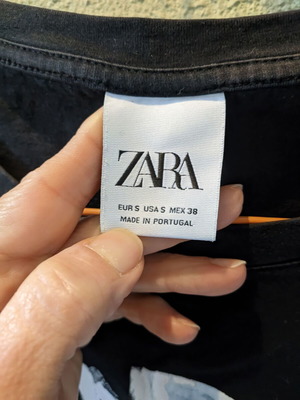 ZARA
EUR S USA S MEX 38
MADE IN PORTUGAL